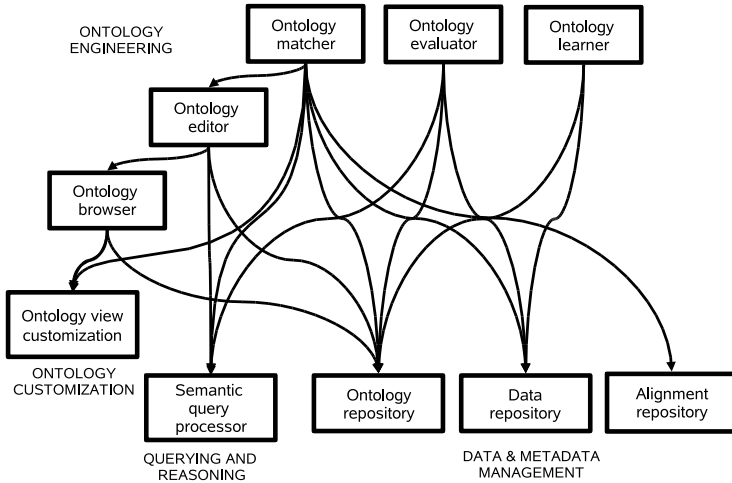 ONTOLOGY
ENGINEERING
Ontology
matcher
Ontology
evaluator
Ontology
learner
Ontology
editor
Ontology
browser
Ontology view
customization
ONTOLOGY
CUSTOMIZATION
Semantic
query
processor
Ontology
repository
Data
repository
Alignment
repository
QUERYING AND
REASONING
DATA & METADATA
MANAGEMENT